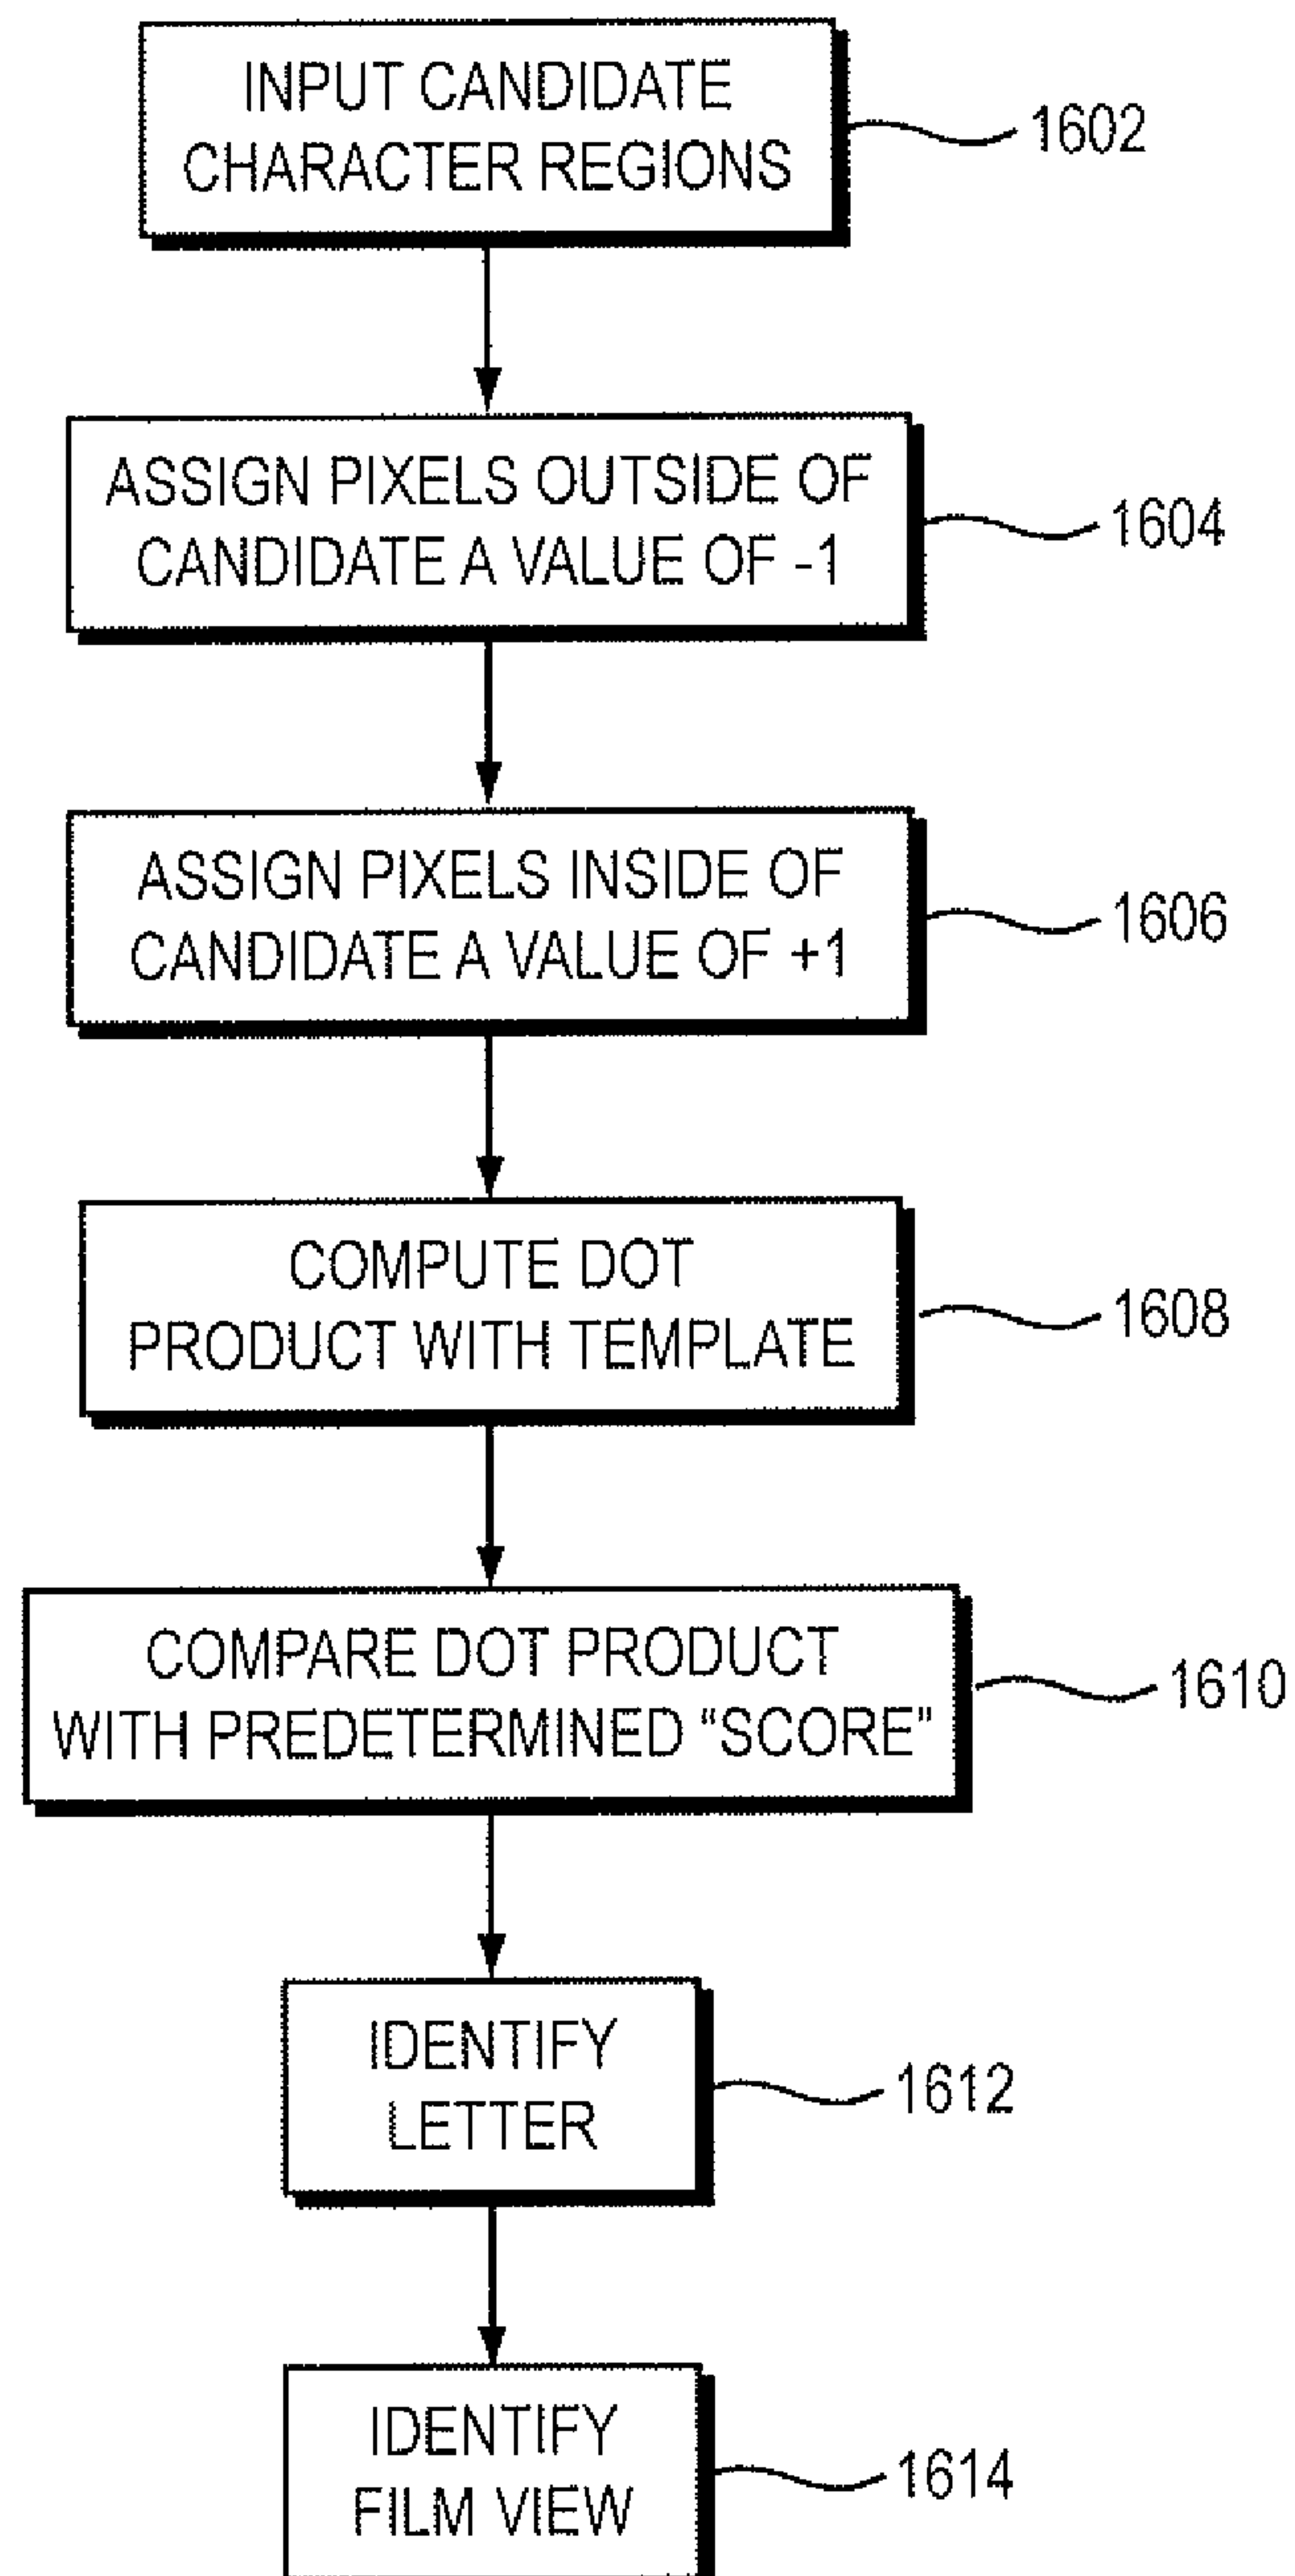 INPUT CANDIDATE
CHARACTER REGIONS
1602
ASSIGN PIXELS OUTSIDE OF
CANDIDATE A VALUE OF -1
1604
ASSIGN PIXELS INSIDE OF
CANDIDATE A VALUE OF +1
1606
COMPUTE DOT
PRODUCT WITH TEMPLATE
1608
COMPARE DOT PRODUCT
WITH PREDETERMINED “SCORE”
1610
IDENTIFY
LETTER
1612
IDENTIFY
FILM VIEW
1614